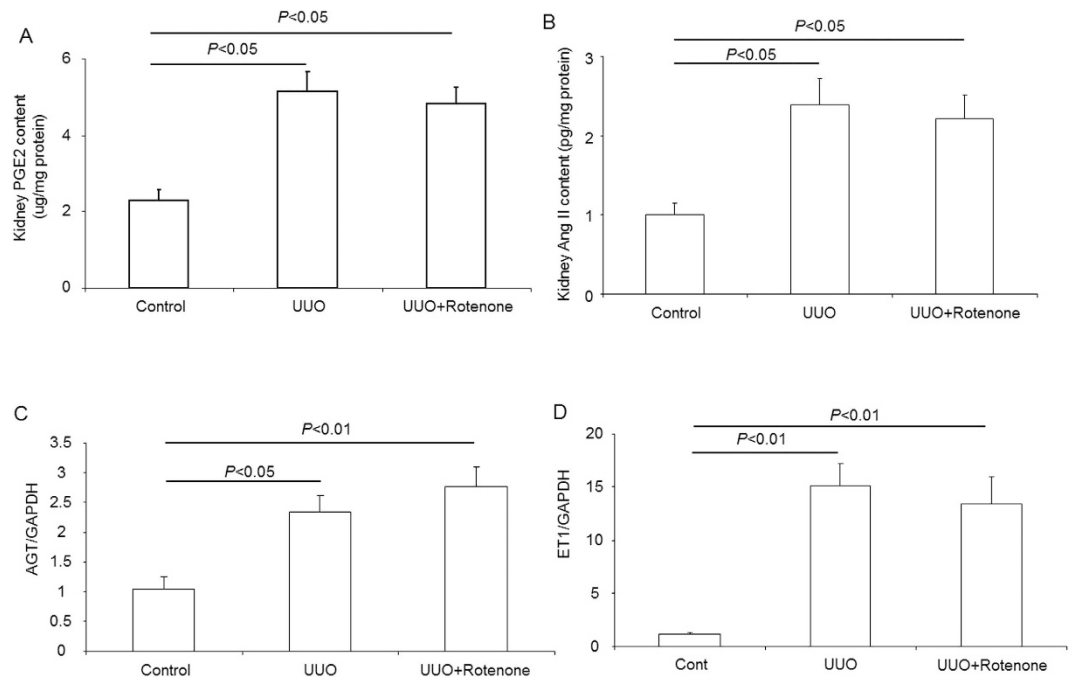 A
P<0.05
P<0.05
Kidney PGE2 content
(ug/mg protein)
6
4
2
0
Control UUO UUO+Rotenone
B
P<0.05
P<0.05
Kidney Ang II content (pg/mg protein)
3
2
1
0
Control UUO UUO+Rotenone
C
P<0.01
P<0.05
AGT/GAPDH
3.5
3
2.5
2
1.5
1
0.5
0
Control UUO UUO+Rotenone
D
P<0.01
P<0.01
ET1/GAPDH
20
15
10
5
0
Cont UUO UUO+Rotenone